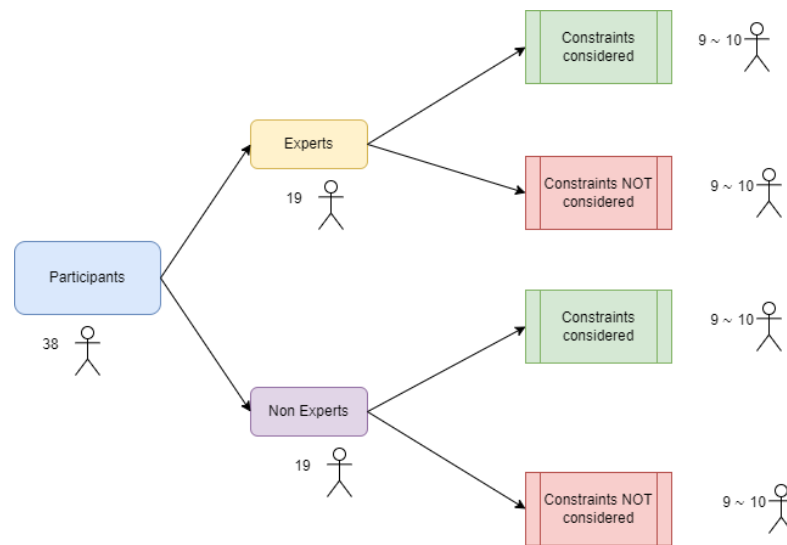 Constraints
considered
9 ~ 10
Experts
19
Constraints NOT
considered
9 ~ 10
Participants
38
Constraints
considered
9 ~ 10
Non Experts
19
Constraints NOT
considered
9 ~ 10